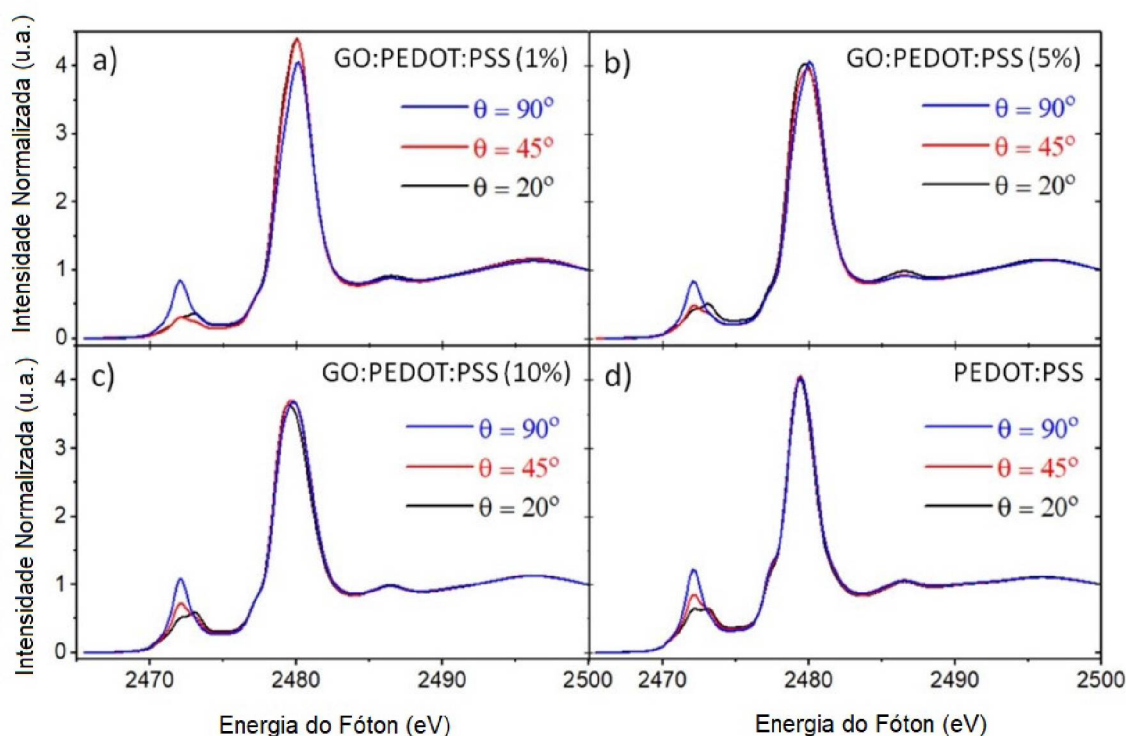 Intensidade Normalizada (u.a.)
4
3
2
1
0
a)
GO:PEDOT:PSS (1%)
θ = 90°
θ = 45°
θ = 20°
b)
GO:PEDOT:PSS (5%)
θ = 90°
θ = 45°
θ = 20°
Intensidade Normalizada (u.a.)
4
3
2
1
0
c)
GO:PEDOT:PSS (10%)
θ = 90°
θ = 45°
θ = 20°
d)
PEDOT:PSS
θ = 90°
θ = 45°
θ = 20°
2470 2480 2490 2500
2470 2480 2490 2500
Energia do Fóton (eV)
Energia do Fóton (eV)